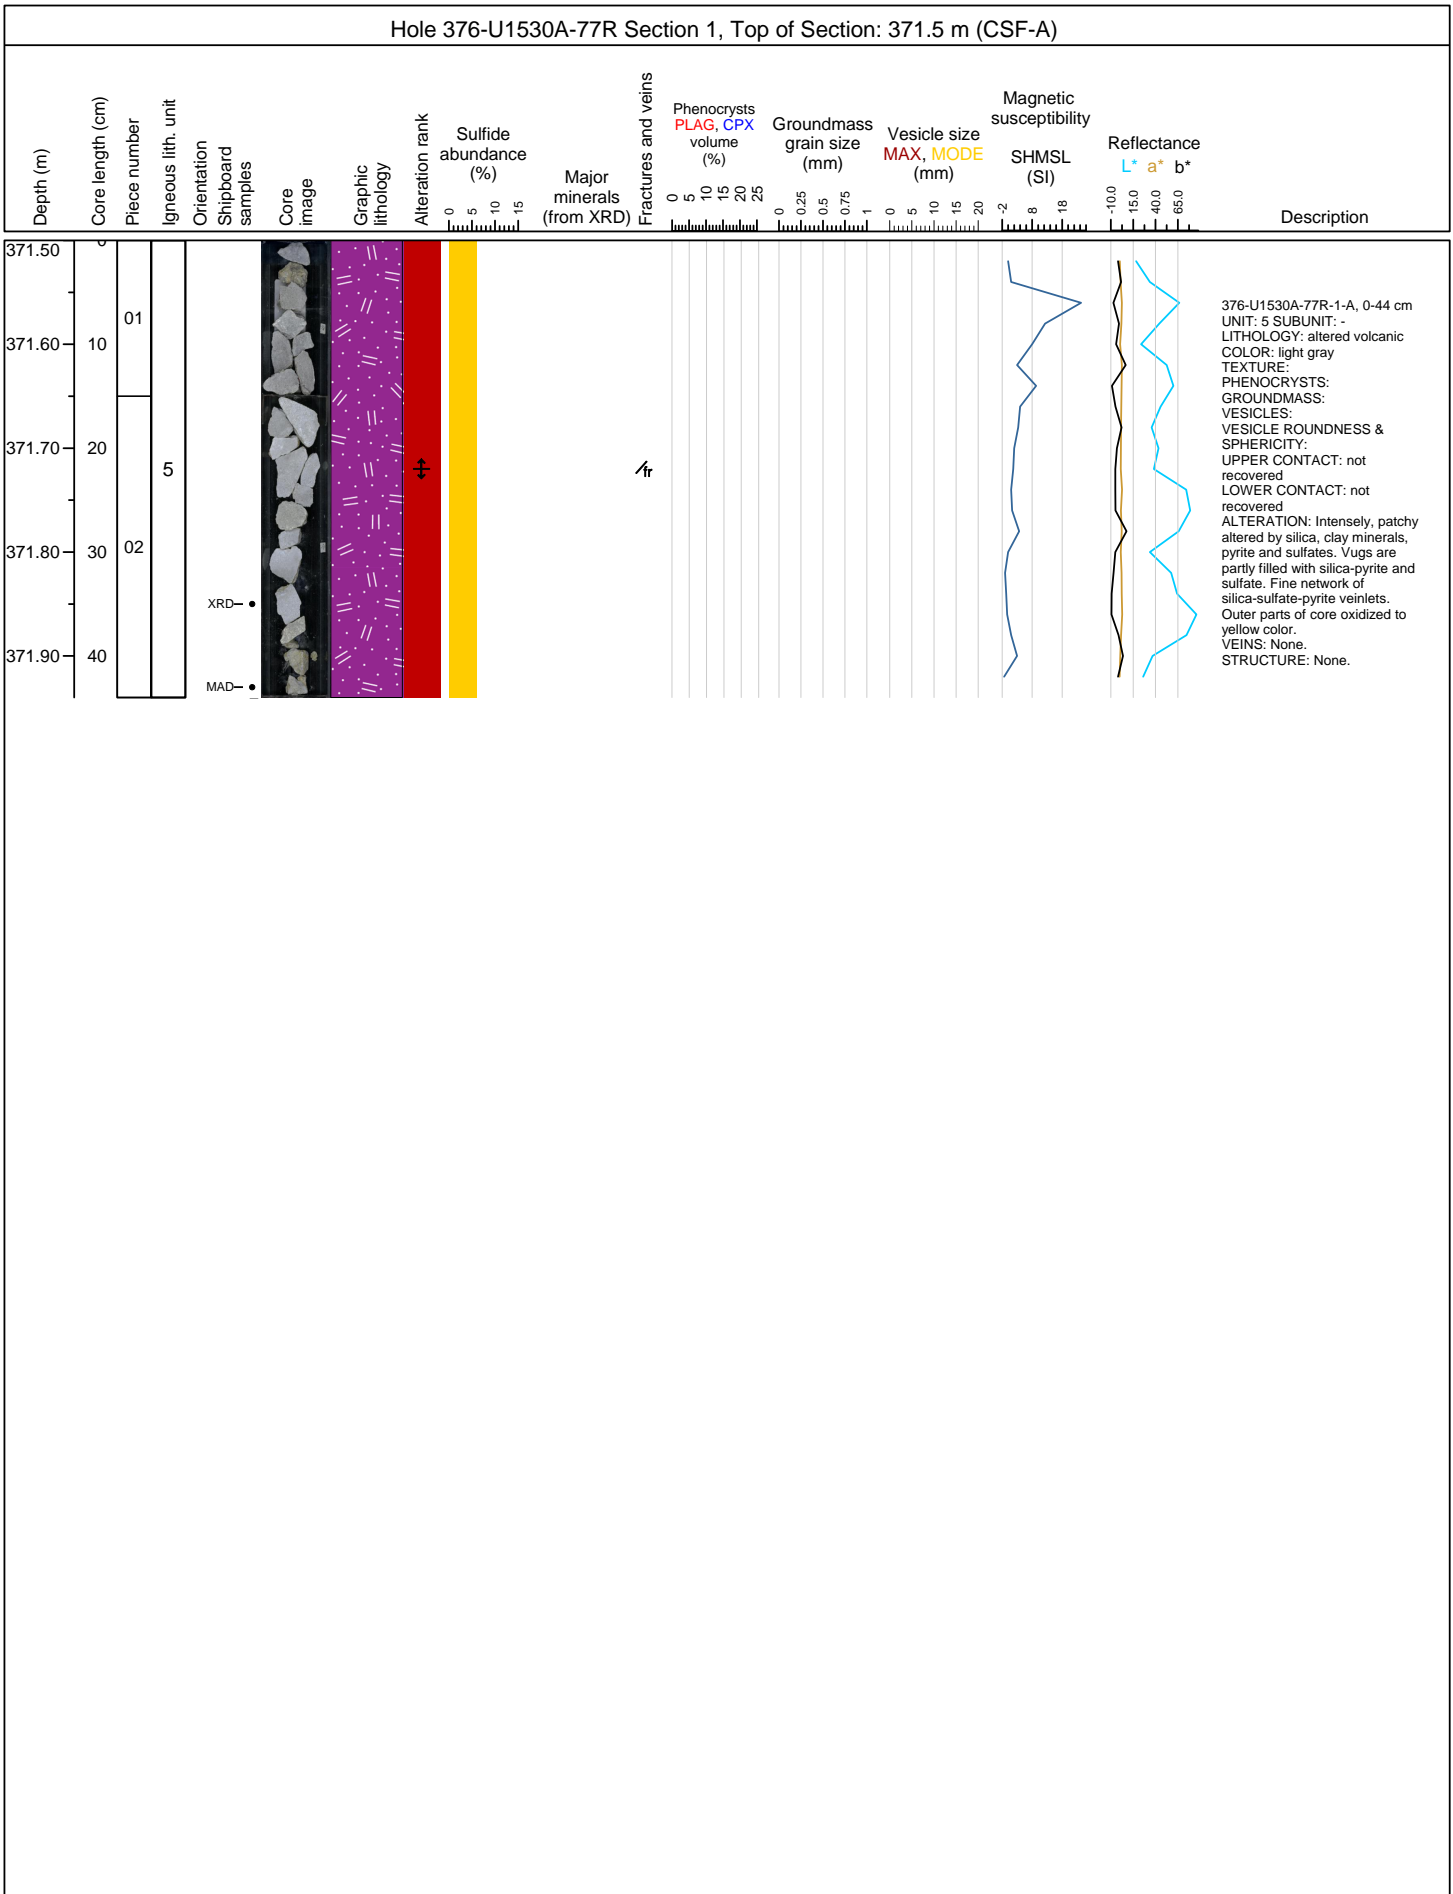 Hole 376-U1530A-77R Section 1, Top of Section: 371.5 m (CSF-A)
Depth (m)
Core length (cm)
Piece number
Igneous lith. unit
Orientation
Shipboard
samples
Core
image
Graphic
lithology
Alteration rank
Sulfide
abundance
(%)
0 5 10 15
Major
minerals
(from XRD)
Fractures and veins
Phenocrysts
PLAG, CPX
volume
(%)
0 5 10 15 20 25
Groundmass
grain size
(mm)
0 0.25 0.5 0.75 1
Vesicle size
MAX, MODE
(mm)
0 5 10 15 20
Magnetic
susceptibility
SHMSL
(SI)
-2 8 18
Reflectance
L* a* b*
-10.0 15.0 40.0 65.0
Description
371.50
371.60
371.70
371.80
371.90
0
10
20
30
40
01
02
5
XRD
MAD
fr
376-U1530A-77R-1-A, 0-44 cm
UNIT: 5 SUBUNIT: -
LITHOLOGY: altered volcanic
COLOR: light gray
TEXTURE:
PHENOCRYSTS:
GROUNDMASS:
VESICLES:
VESICLE ROUNDNESS &
SPHERICITY:
UPPER CONTACT: not
recovered
LOWER CONTACT: not
recovered
ALTERATION: Intensely, patchy
altered by silica, clay minerals,
pyrite and sulfates. Vugs are
partly filled with silica-pyrite and
sulfate. Fine network of
silica-sulfate-pyrite veinlets.
Outer parts of core oxidized to
yellow color.
VEINS: None.
STRUCTURE: None.